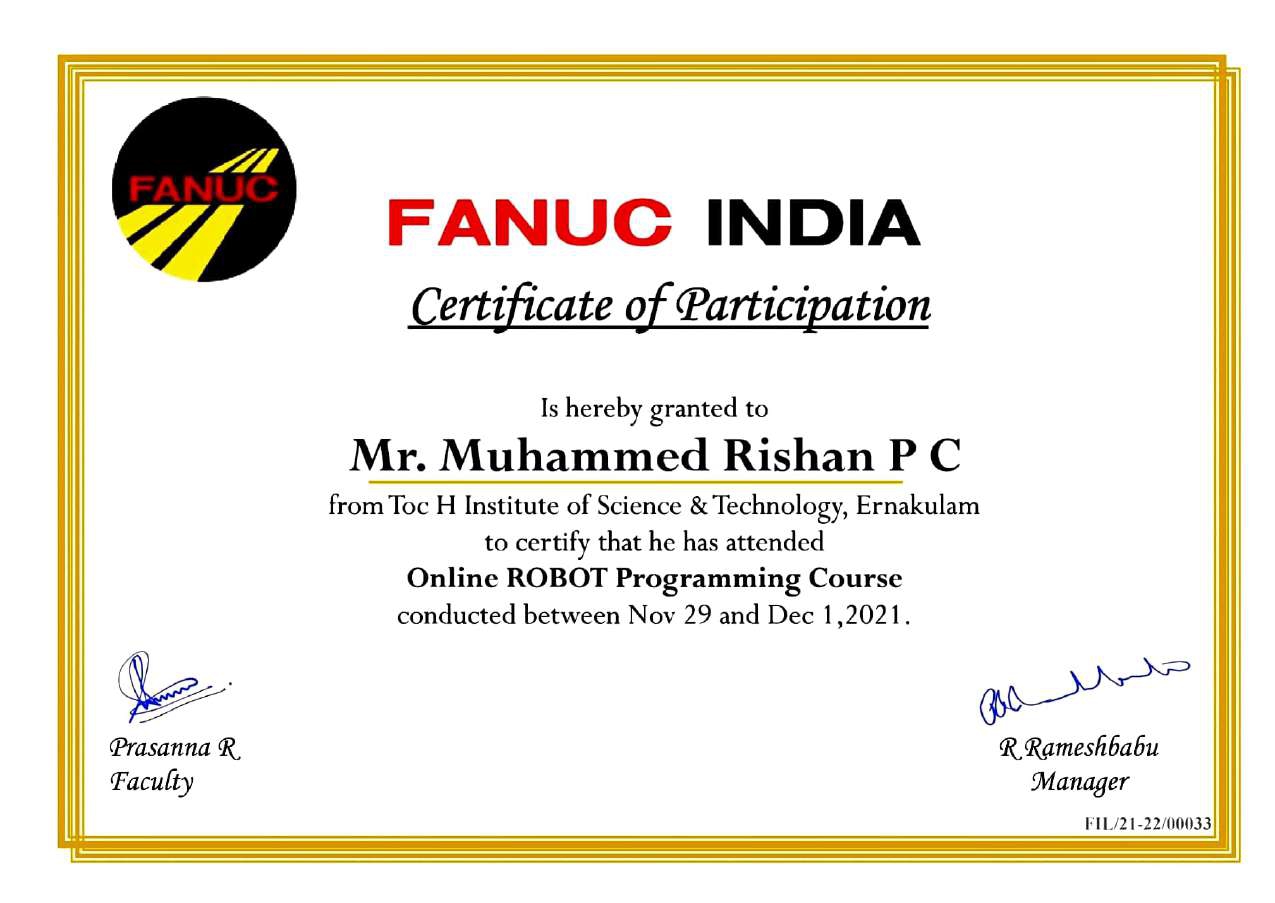 FANUC
FANUC INDIA
Certificate of Participation
Is hereby granted to
Mr. Muhammed Rishan P C
from Toc H Institute of Science & Technology, Ernakulam
to certify that he has attended
Online ROBOT Programming Course
conducted between Nov 29 and Dec 1,2021.
Prasanna R
Faculty
R Rameshbabu
Manager
FIL/21-22/00033